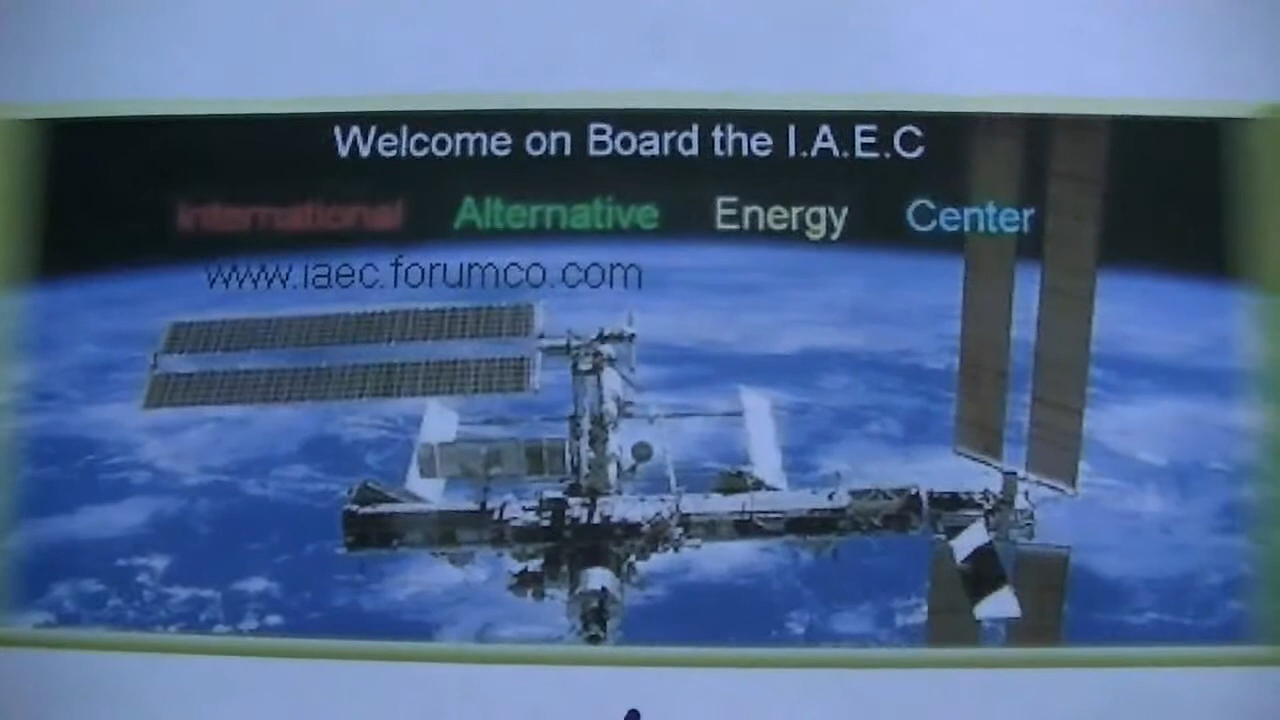 Welcome on Board the I.A.E.C
International Alternative Energy Center
www.iaec.forumco.com